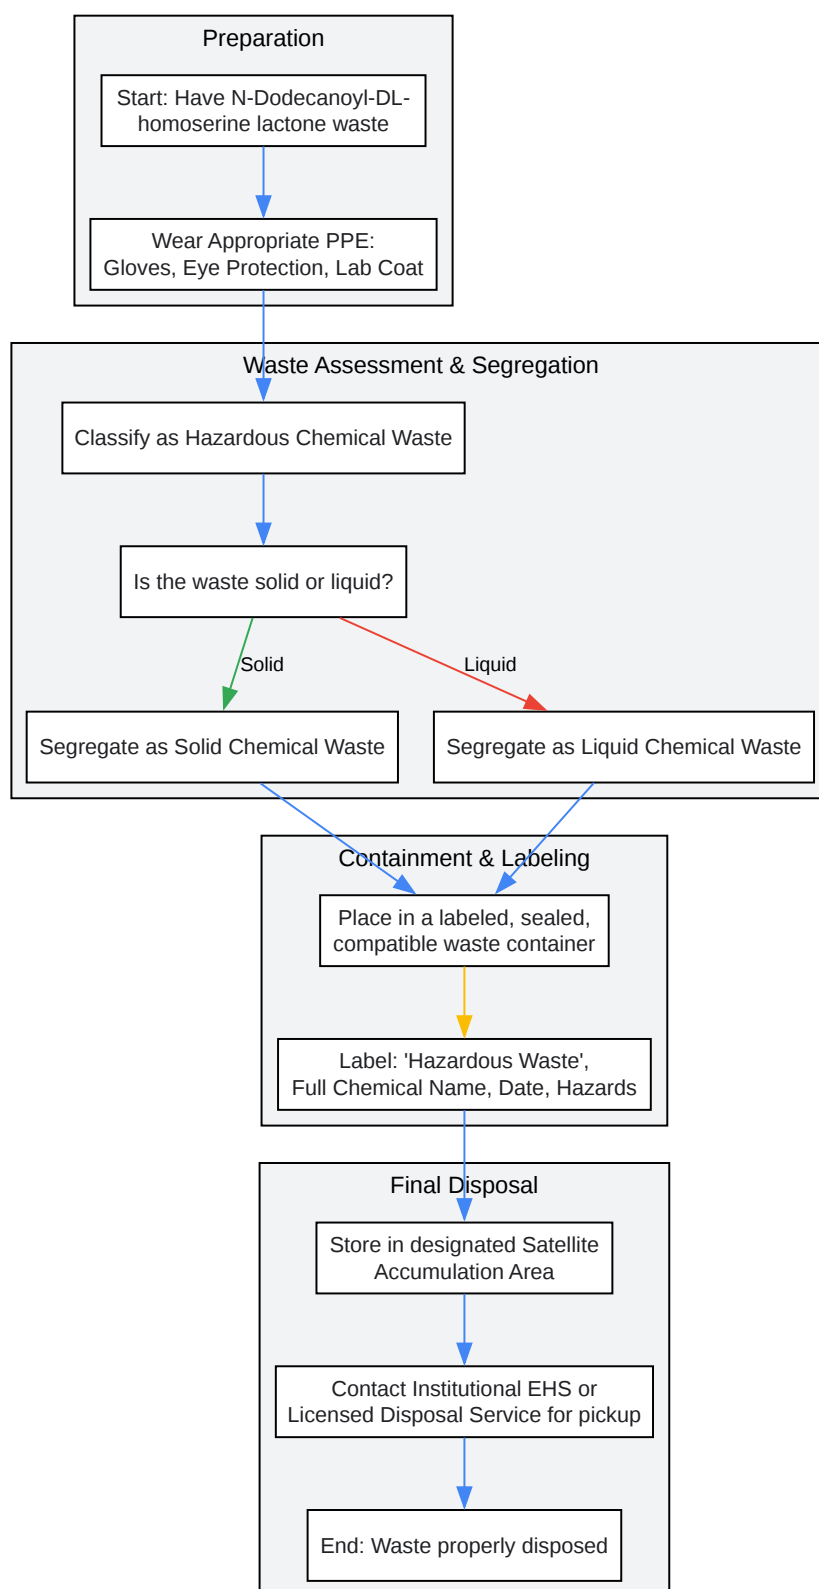 Preparation
Start: Have N-Dodecanoyl-DL-
homoserine lactone waste
Wear Appropriate PPE:
Gloves, Eye Protection, Lab Coat
Waste Assessment & Segregation
Classify as Hazardous Chemical Waste
Is the waste solid or liquid?
Solid
Liquid
Segregate as Solid Chemical Waste
Segregate as Liquid Chemical Waste
Containment & Labeling
Place in a labeled, sealed,
compatible waste container
Label: 'Hazardous Waste',
Full Chemical Name, Date, Hazards
Final Disposal
Store in designated Satellite
Accumulation Area
Contact Institutional EHS or
Licensed Disposal Service for pickup
End: Waste properly disposed